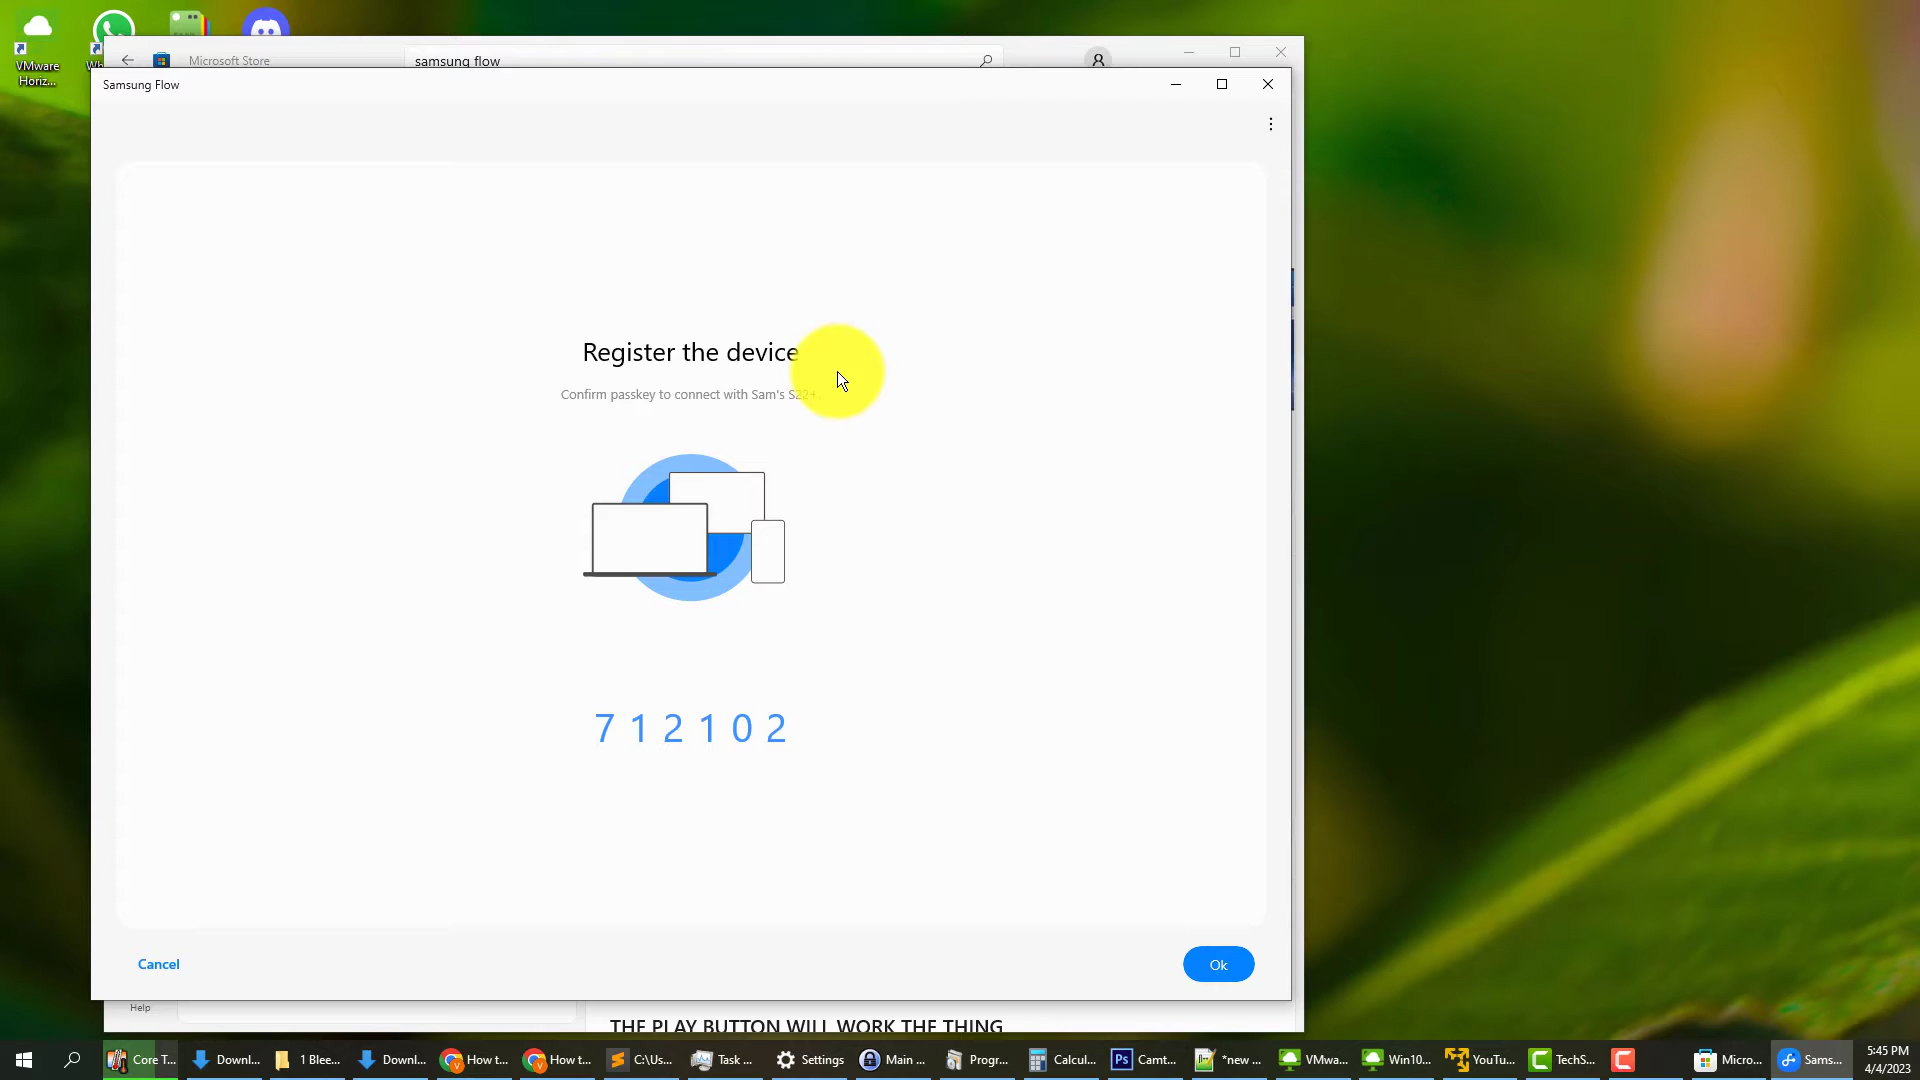 VMware
Horiz...
Microsoft Store
samsung flow
Samsung Flow
Register the device
Confirm passkey to connect with Sam's S22+.
7 1 2 1 0 2
Cancel
Ok
Help
THE PLAY BUTTON WILL WORK THE THING
Core T...
Downl...
1 Blee...
Downl...
How t...
How t...
C:\Us...
Task ...
Settings
Main ...
Progr...
Calcul...
Camt...
*new ...
VMwa...
Win10...
YouTu...
TechS...
Micro...
Sams...
5:45 PM
4/4/2023